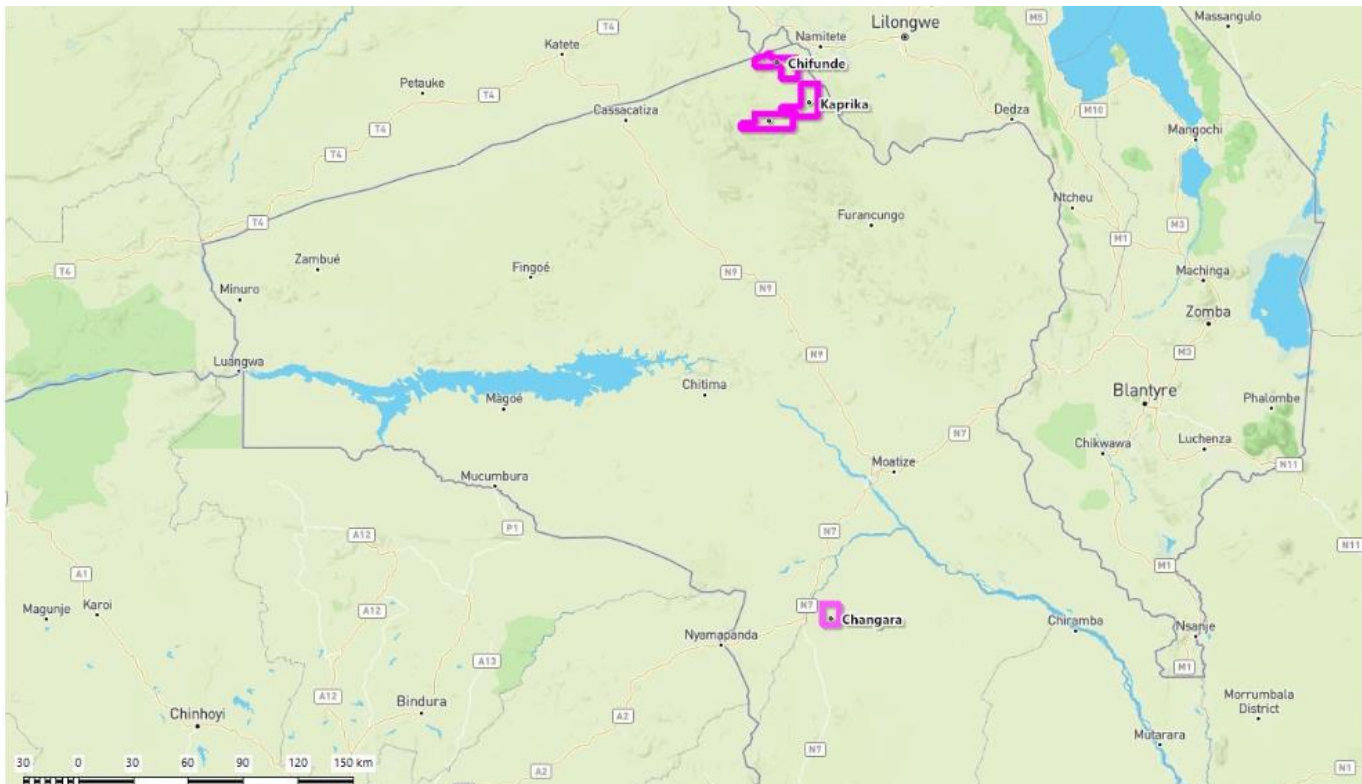 M5
Massangulo
Lilongwe
T4
Namitete
Katete
Chifunde
Petauke
T4
Kaprika
Cassacatiza
Dedza
M10
T4
Mangochi
Ntcheu
T4
Furancungo
M3
M1
Zambué
T4
Fingoé
N9
N9
Machinga
Minuro
Zomba
N9
M3
Luangwa
Chitima
Blantyre
Màgoé
Phalombe
N7
Chikwawa
Luchenza
Moatize
N11
Mucumbura
P1
N7
A12
N11
M1
A1
Magunje
Karoi
A12
N7
Changara
Chiramba
Nsanje
Nyamapanda
A13
M1
A12
Bindura
Morrumbala
District
Chinhoyi
A2
Mutarara
N7
30 0 30 60 90 120 150 km
A2
N1